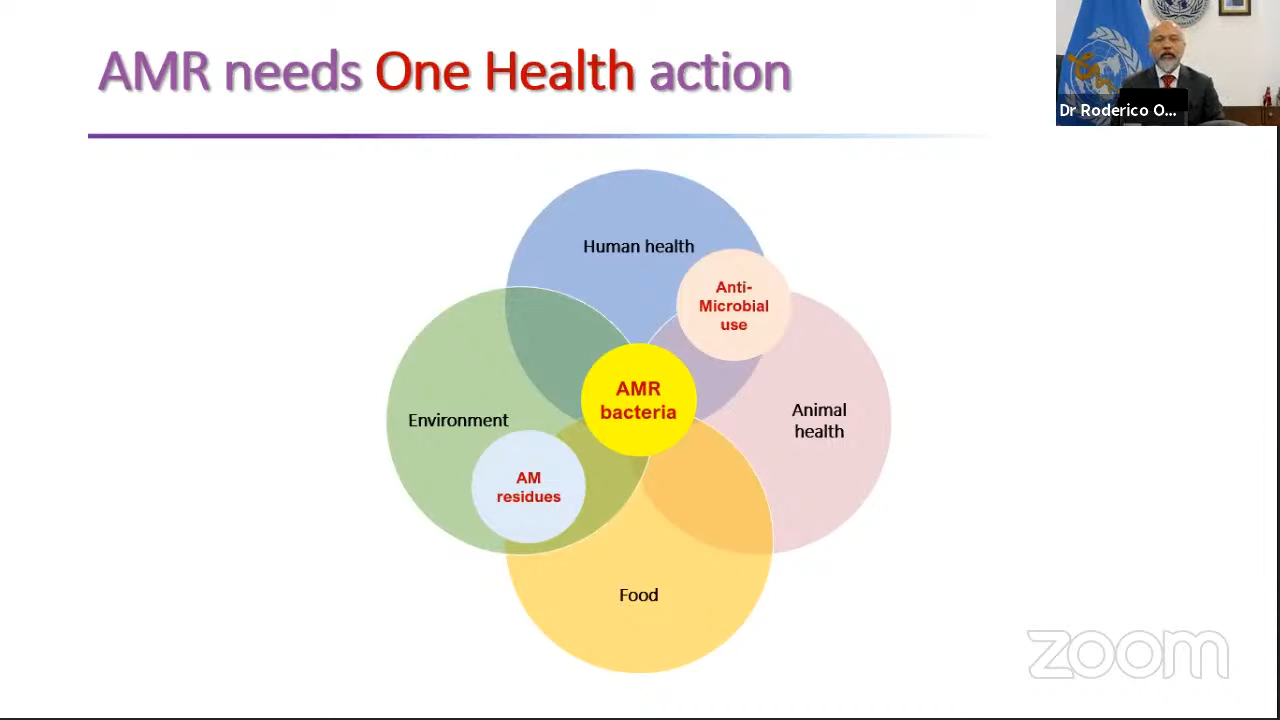 AMR needs One Health action
Dr Roderico O...
Human health
Anti-
Microbial
use
AMR
bacteria
Animal
health
Environment
AM
residues
Food
zoom